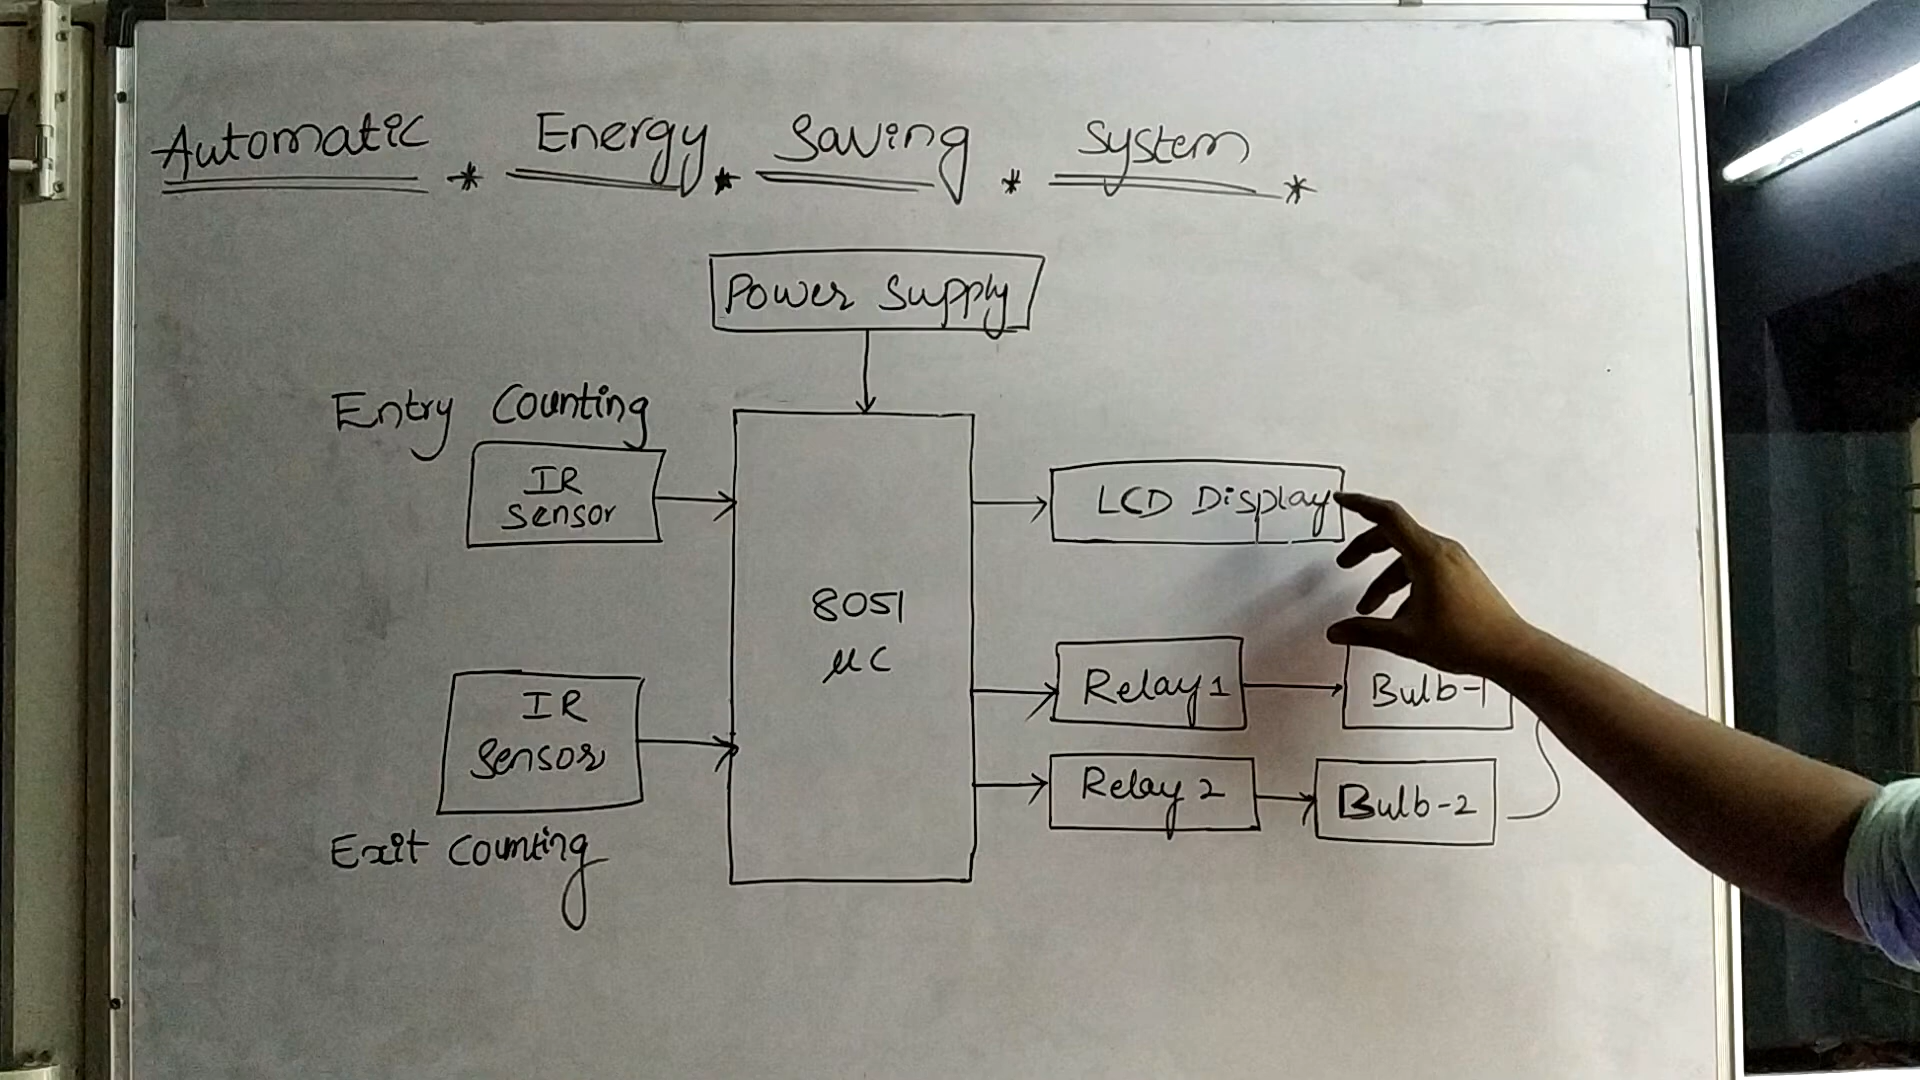 Automatic * Energy * Saving * System *
Power Supply
Entry Counting
IR
Sensor
8051
μC
LCD Display
IR
Sensor
Exit Counting
Relay 1
Bulb-1
Relay 2
Bulb-2